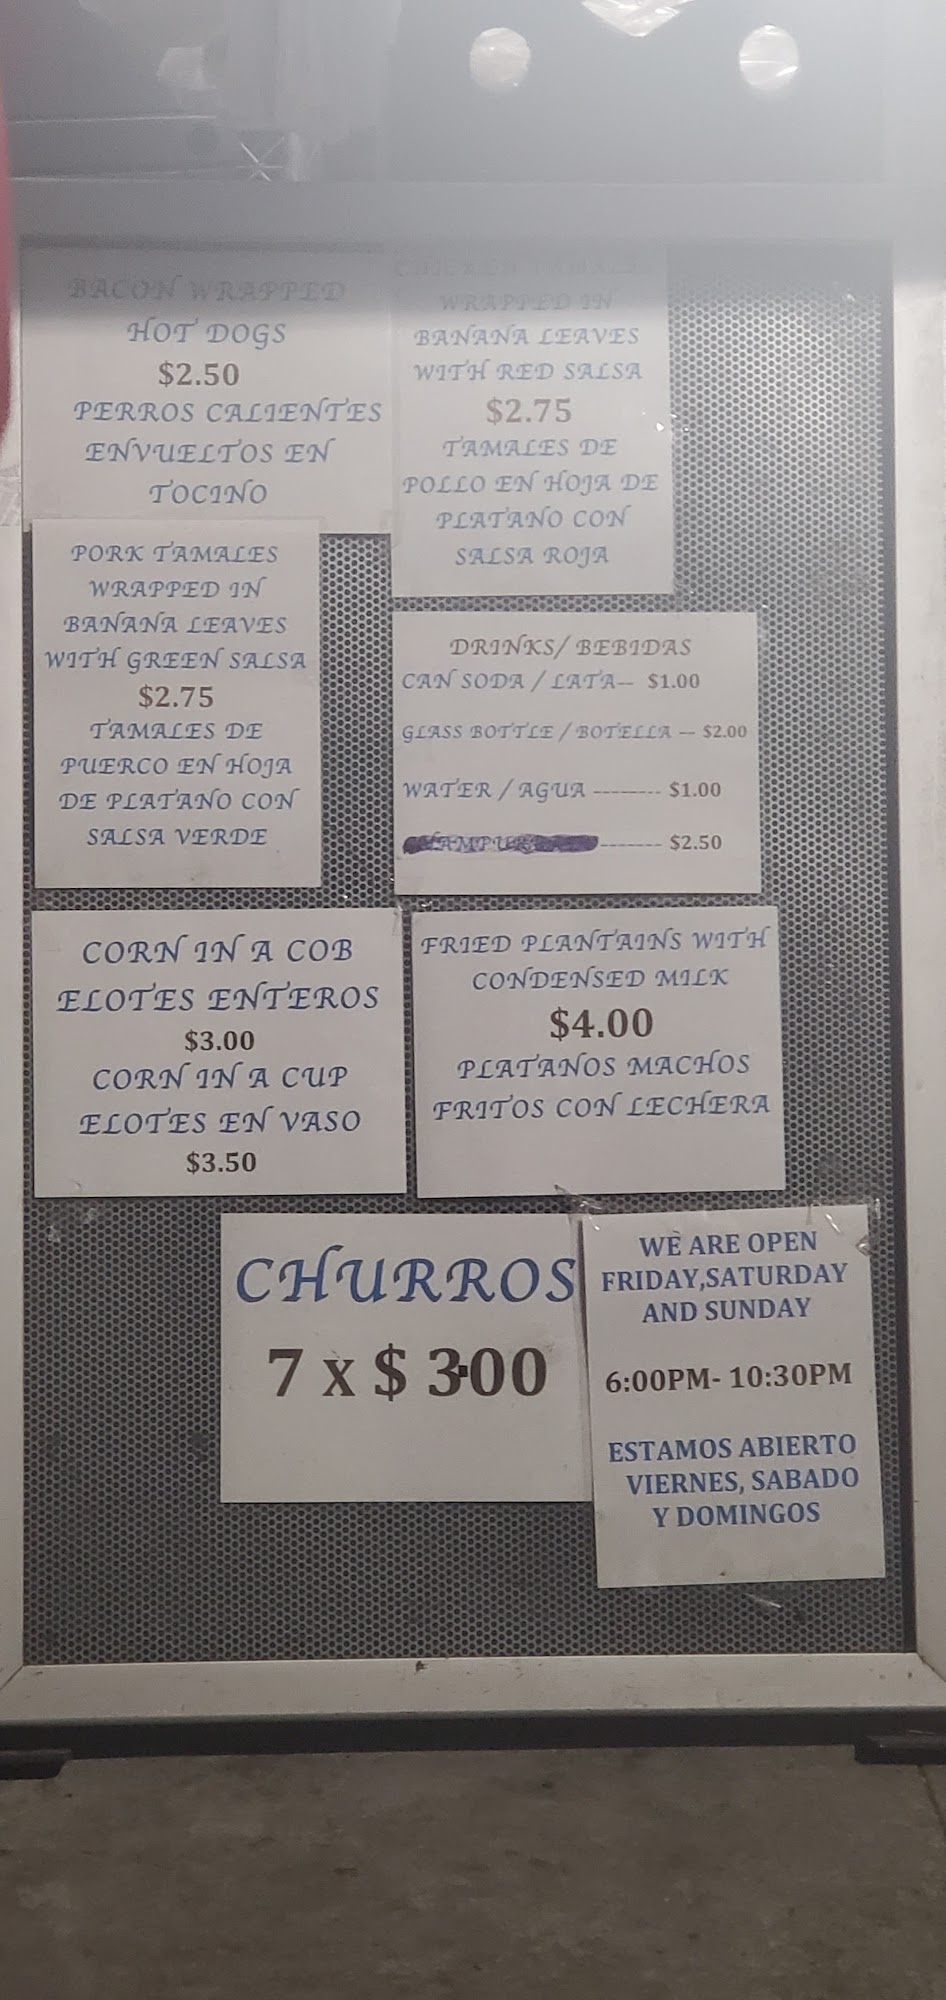 BACON WRAPPED
HOT DOGS
$2.50
PERROS CALIENTES
ENVUELTOS EN
TOCINO
CHICKEN TAMALES
WRAPPED IN
BANANA LEAVES
WITH RED SALSA
$2.75
TAMALES DE
POLLO EN HOJA DE
PLATANO CON
SALSA ROJA
PORK TAMALES
WRAPPED IN
BANANA LEAVES
WITH GREEN SALSA
$2.75
TAMALES DE
PUERCO EN HOJA
DE PLATANO CON
SALSA VERDE
DRINKS/ BEBIDAS
CAN SODA / LATA-- $1.00
GLASS BOTTLE / BOTELLA -- $2.00
WATER / AGUA -------- $1.00
------- $2.50
CORN IN A COB
ELOTES ENTEROS
$3.00
CORN IN A CUP
ELOTES EN VASO
$3.50
FRIED PLANTAINS WITH
CONDENSED MILK
$4.00
PLATANOS MACHOS
FRITOS CON LECHERA
CHURROS
7 x $ 3.00
WE ARE OPEN
FRIDAY,SATURDAY
AND SUNDAY
6:00PM- 10:30PM
ESTAMOS ABIERTO
VIERNES, SABADO
Y DOMINGOS